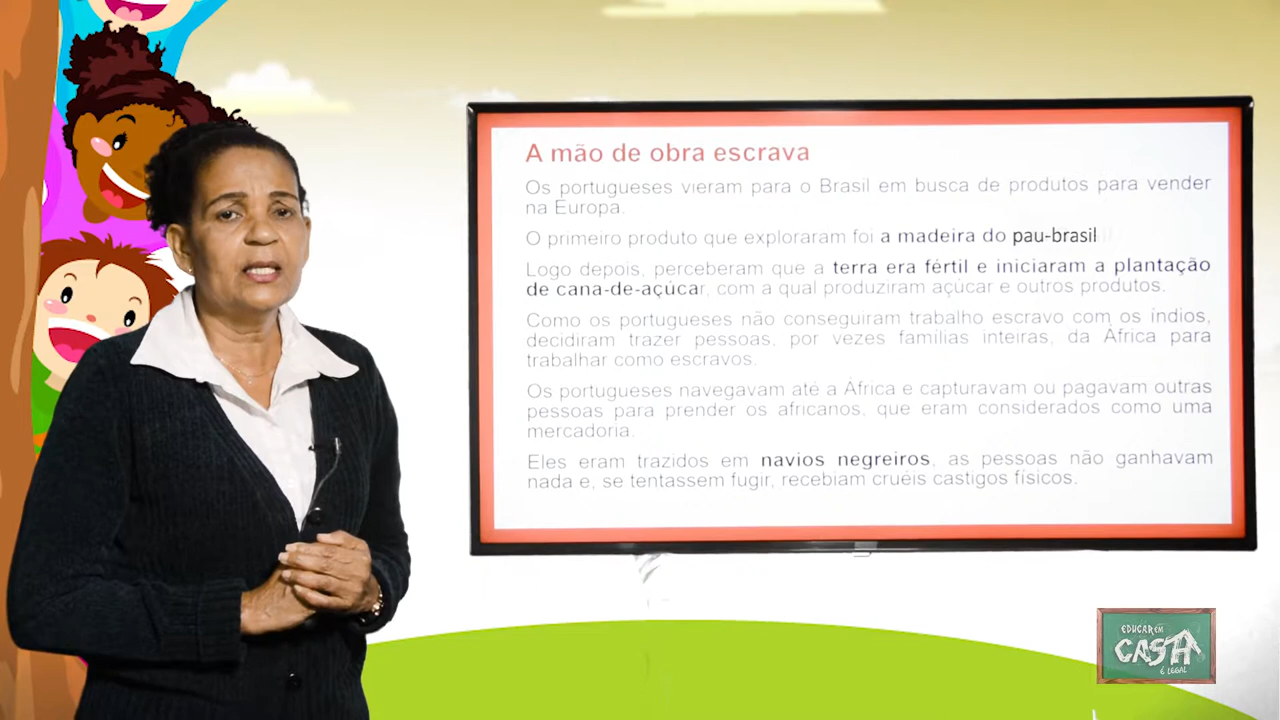 A mão de obra escrava
Os portugueses vieram para o Brasil em busca de produtos para vender
na Europa.
O primeiro produto que exploraram foi a madeira do pau-brasil
Logo depois, perceberam que a terra era fértil e iniciaram a plantação
de cana-de-açúcar, com a qual produziram açúcar e outros produtos.
Como os portugueses não conseguiram trabalho escravo com os índios,
decidiram trazer pessoas, por vezes famílias inteiras, da África para
trabalhar como escravos.
Os portugueses navegavam até a África e capturavam ou pagavam outras
pessoas para prender os africanos, que eram considerados como uma
mercadoria.
Eles eram trazidos em navios negreiros, as pessoas não ganhavam
nada e, se tentassem fugir, recebiam cruéis castigos físicos.
EDUCAR EM
CASA
É LEGAL